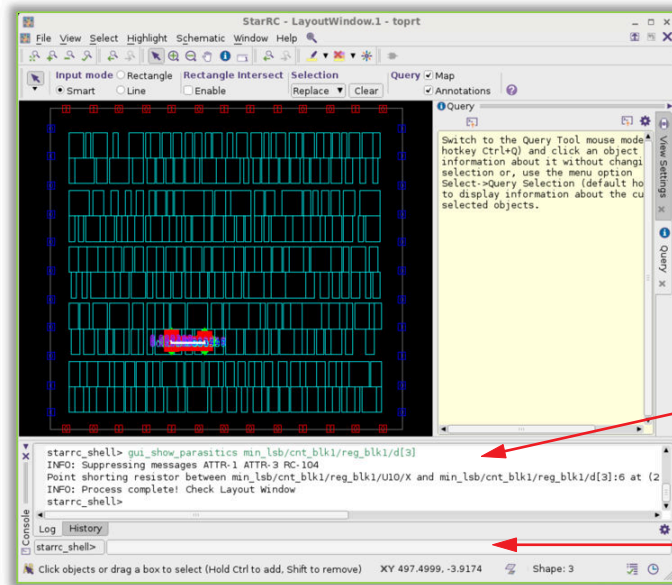 StarRC - LayoutWindow.1 - toprt
File View Select Highlight Schematic Window Help
Input mode Rectangle Rectangle Intersect Selection Query Map
Smart Line Enable Replace Clear Annotations
Query
Switch to the Query Tool mouse mode
hotkey Ctrl+Q) and click an object
information about it without changi
selection or, use the menu option
Select->Query Selection (default ho
to display information about the cu
selected objects.
View Settings
Query
starrc_shell> gui_show_parasitics min_lsb/cnt_blk1/reg_blk1/d[3]
INFO: Suppressing messages ATTR-1 ATTR-3 RC-104
Point shorting resistor between min_lsb/cnt_blk1/reg_blk1/U10/X and min_lsb/cnt_blk1/reg_blk1/d[3]:6 at (2
INFO: Process complete! Check Layout Window
starrc_shell>
Console
Log History
starrc_shell>
Click objects or drag a box to select (Hold Ctrl to add, Shift to remove) XY 497.4999, -3.9174 Shape: 3